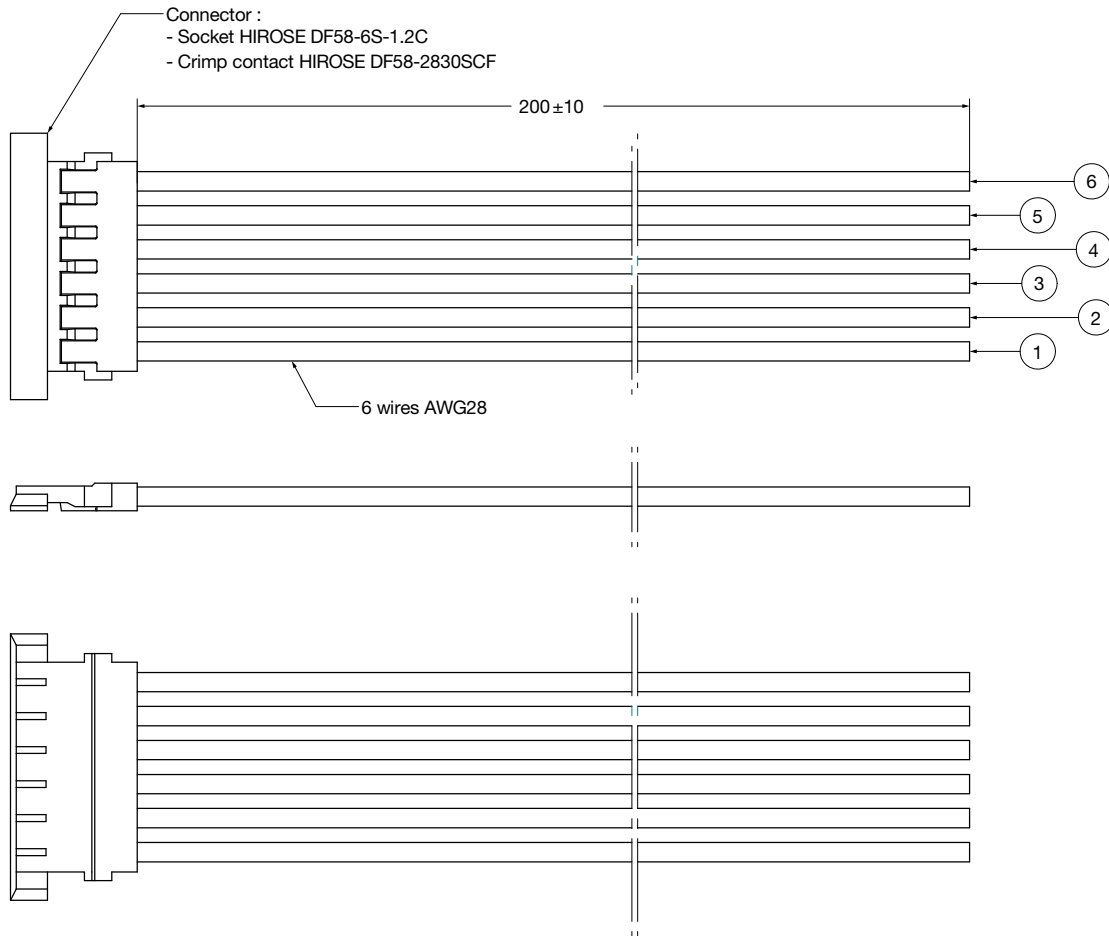 Connector :
- Socket HIROSE DF58-6S-1.2C
- Crimp contact HIROSE DF58-2830SCF
200±10
6
5
4
3
2
1
6 wires AWG28